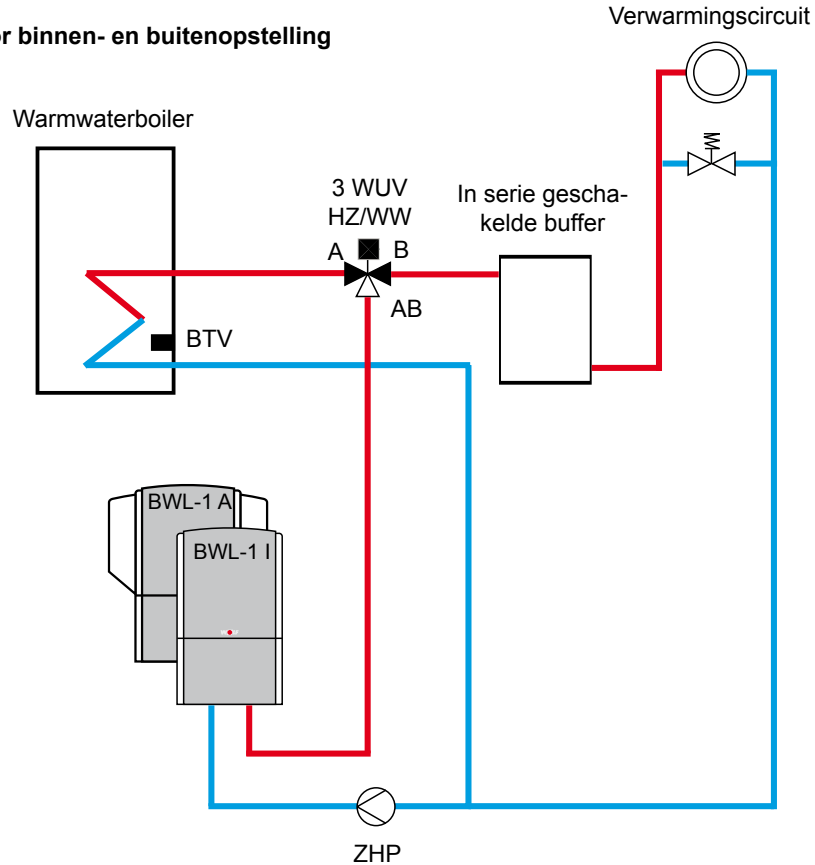 Verwarmingscircuit
r binnen- en buitenopstelling
Warmwaterboiler
3 WUV
HZ/WW
In serie gescha-
kelde buffer
A
B
AB
BTV
BWL-1 A
BWL-1 I
ZHP